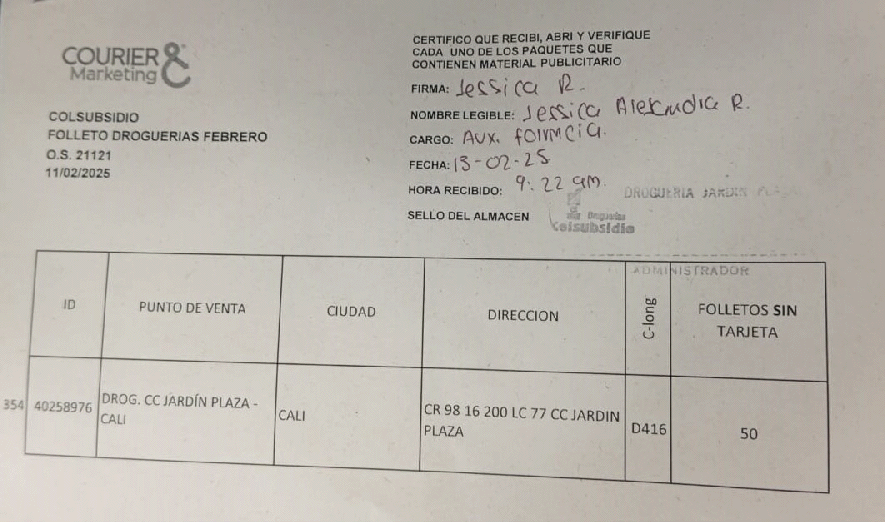 COURIER &
Marketing
COLSUBSIDIO
FOLLETO DROGUERIAS FEBRERO
O.S. 21121
11/02/2025
CERTIFICO QUE RECIBI, ABRI Y VERIFIQUE
CADA UNO DE LOS PAQUETES QUE
CONTIENEN MATERIAL PUBLICITARIO
FIRMA: Jessica R.
NOMBRE LEGIBLE: Jessica Alexandra R.
CARGO: Aux. farmacia.
FECHA: 13-02-25
HORA RECIBIDO: 9:22 am.
SELLO DEL ALMACEN
DROGUERIA JARDIN
Droguerías
Colsubsidio
ADMINISTRADOR
ID PUNTO DE VENTA CIUDAD DIRECCION C-long FOLLETOS SIN
TARJETA
354 40258976 DROG. CC JARDÍN PLAZA -
CALI
CALI
CR 98 16 200 LC 77 CC JARDIN
PLAZA
D416
50